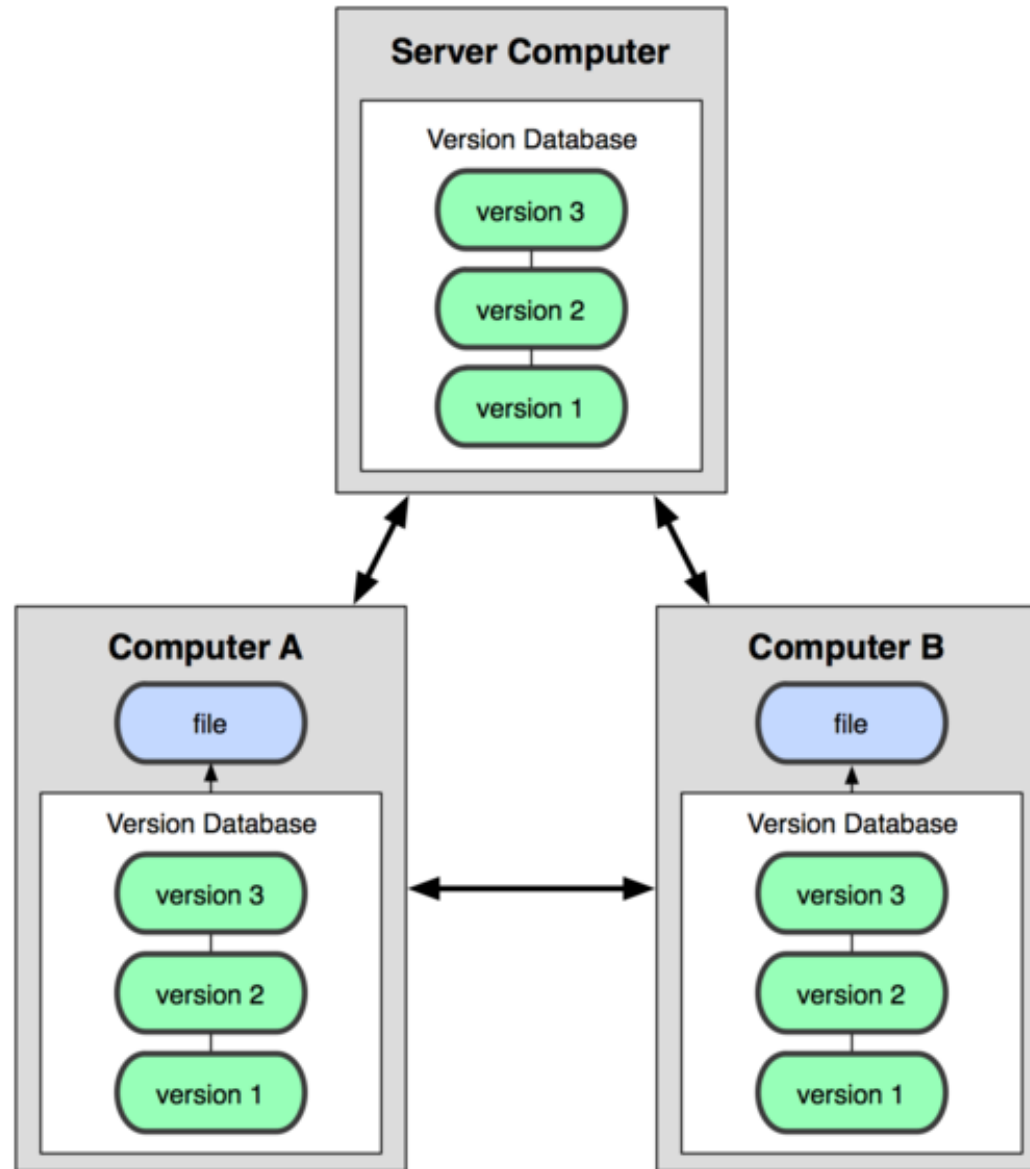 Server Computer
Version Database
version 3
version 2
version 1
Computer A
file
Version Database
version 3
version 2
version 1
Computer B
file
Version Database
version 3
version 2
version 1